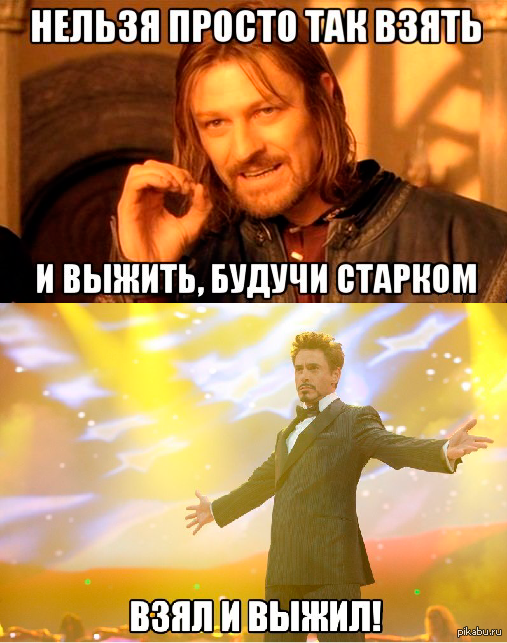 НЕЛЬЗЯ ПРОСТО ТАК ВЗЯТЬ
И ВЫЖИТЬ, БУДУЧИ СТАРКОМ
ВЗЯЛ И ВЫЖИЛ!
pikabu.ru